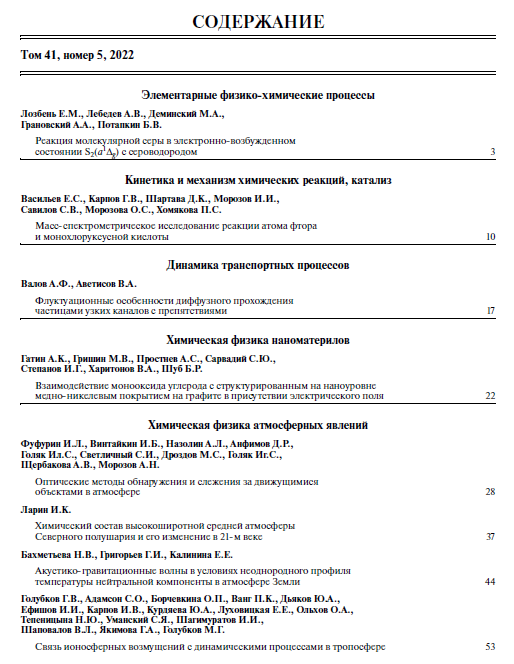 СОДЕРЖАНИЕ
Том 41, номер 5, 2022
Элементарные физико-химические процессы
Лозбень Е.М., Лебедев А.В., Деминский М.А.,
Грановский А.А., Потапкин Б.В.
Реакция молекулярной серы в электронно-возбужденном
состоянии S₂(a¹Δg) с сероводородом 3
Кинетика и механизм химических реакций, катализ
Васильев Е.С., Карпов Г.В., Шартава Д.К., Морозов И.И.,
Савилов С.В., Морозова О.С., Хомякова П.С.
Масс-спектрометрическое исследование реакции атома фтора
и монохлоруксусной кислоты 10
Динамика транспортных процессов
Валов А.Ф., Аветисов В.А.
Флуктуационные особенности диффузного прохождения
частицами узких каналов с препятствиями 17
Химическая физика наноматерилов
Гатин А.К., Гришин М.В., Простнев А.С., Сарвадий С.Ю.,
Степанов И.Г., Харитонов В.А., Шуб Б.Р.
Взаимодействие монооксида углерода с структурированным на наноуровне
медно-никелевым покрытием на графите в присутствии электрического поля 22
Химическая физика атмосферных явлений
Фуфурин И.Л., Винтайкин И.Б., Назолин А.Л., Анфимов Д.Р.,
Голяк Ил.С., Светличный С.И., Дроздов М.С., Голяк Иг.С.,
Щербакова А.В., Морозов А.Н.
Оптические методы обнаружения и слежения за движущимися
объектами в атмосфере 28
Ларин И.К.
Химический состав высокоширотной средней атмосферы
Северного полушария и его изменение в 21-м веке 37
Бахметьева Н.В., Григорьев Г.И., Калинина Е.Е.
Акустико-гравитационные волны в условиях неоднородного профиля
температуры нейтральной компоненты в атмосфере Земли 44
Голубков Г.В., Адамсон С.О., Борчевкина О.П., Ванг П.К., Дьяков Ю.А.,
Ефишов И.И., Карпов И.В., Курдяева Ю.А., Луховицкая Е.Е., Ольхов О.А.,
Тепеницына Н.Ю., Уманский С.Я., Шагимуратов И.И.,
Шаповалов В.Л., Якимова Г.А., Голубков М.Г.
Связь ионосферных возмущений с динамическими процессами в тропосфере 53